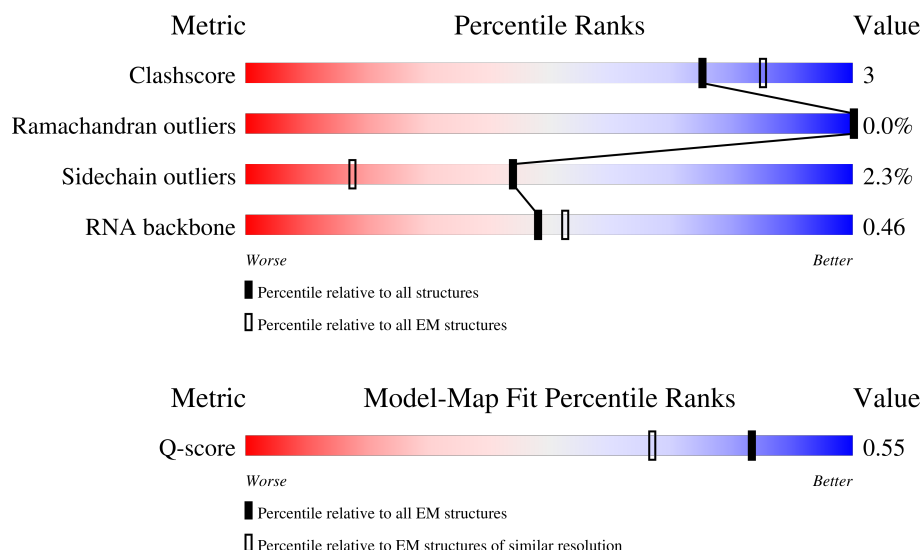 Metric Percentile Ranks Value
Clashscore 3
Ramachandran outliers 0.0%
Sidechain outliers 2.3%
RNA backbone 0.46
Worse Better
Percentile relative to all structures
Percentile relative to all EM structures
Metric Model-Map Fit Percentile Ranks Value
Q-score 0.55
Worse Better
Percentile relative to all EM structures
Percentile relative to EM structures of similar resolution